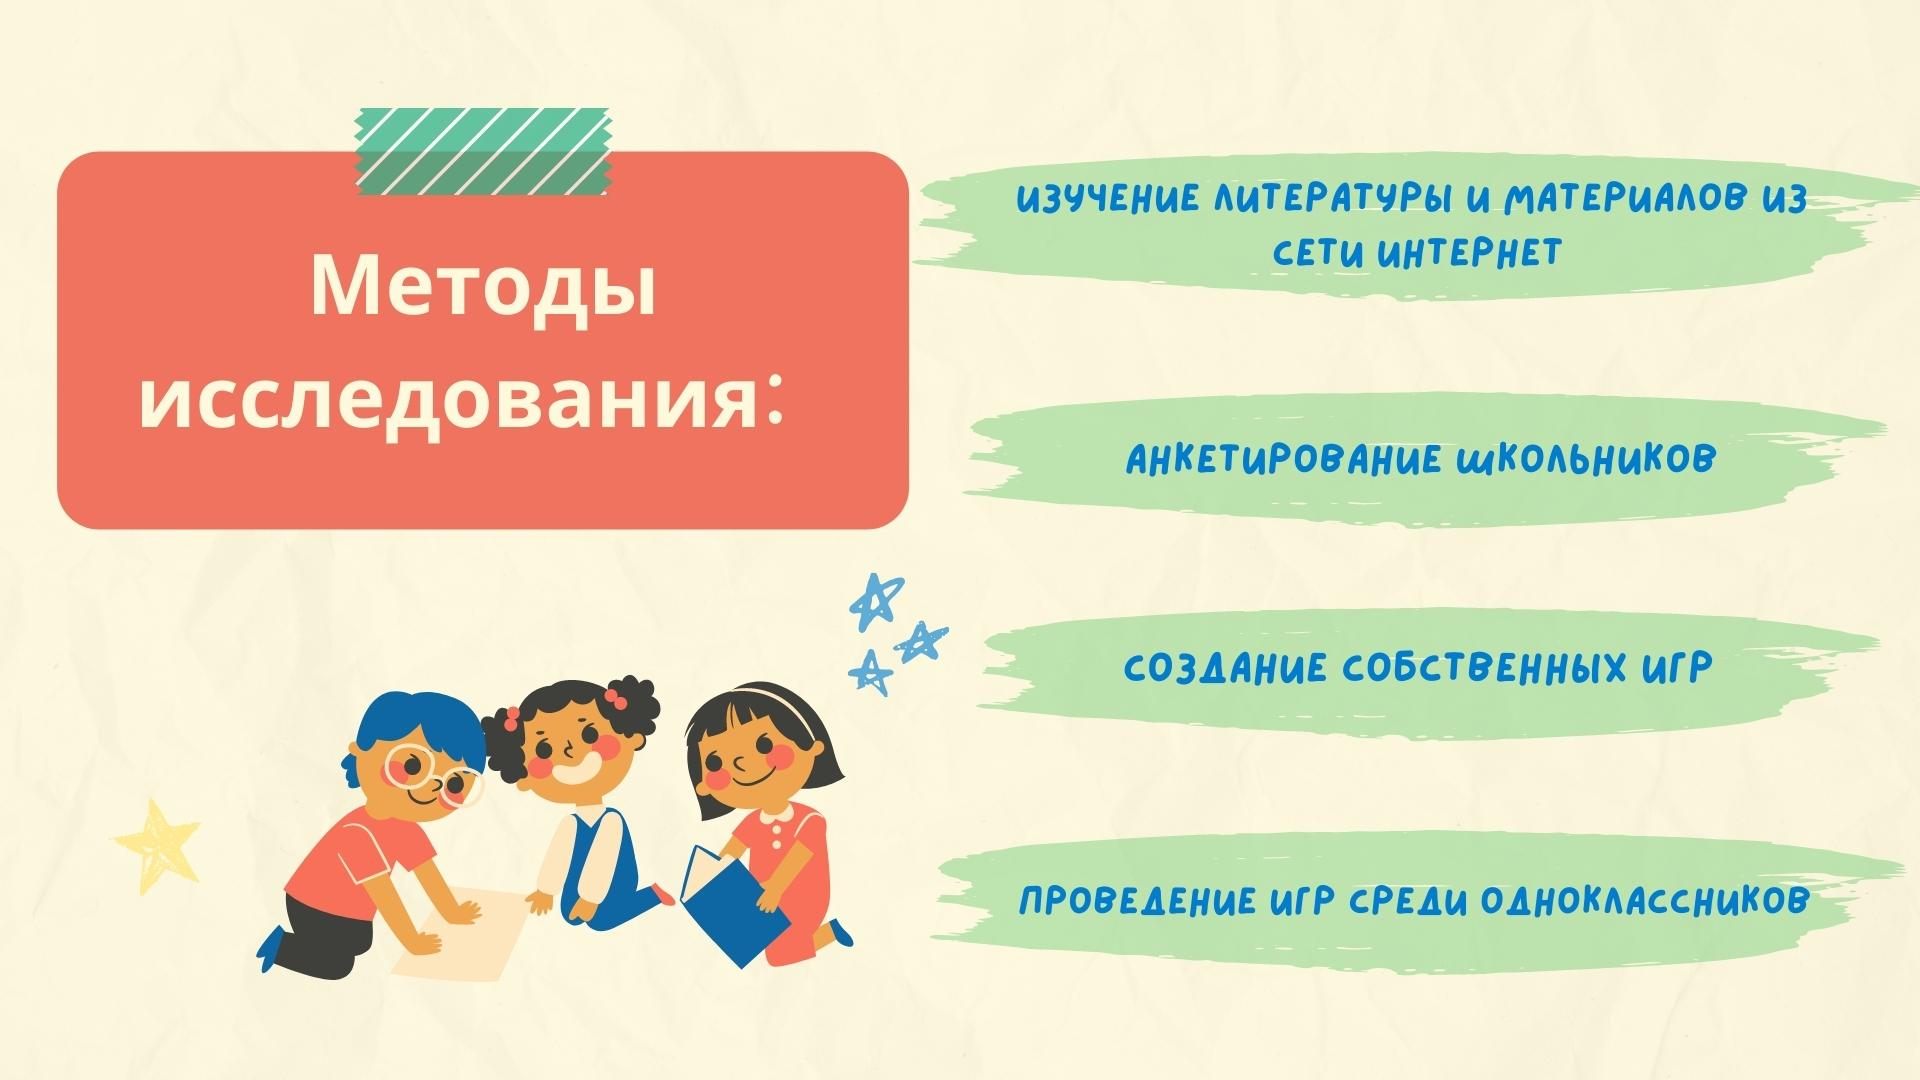 Методы
исследования:
ИЗУЧЕНИЕ ЛИТЕРАТУРЫ И МАТЕРИАЛОВ ИЗ
СЕТИ ИНТЕРНЕТ
АНКЕТИРОВАНИЕ ШКОЛЬНИКОВ
СОЗДАНИЕ СОБСТВЕННЫХ ИГР
ПРОВЕДЕНИЕ ИГР СРЕДИ ОДНОКЛАССНИКОВ